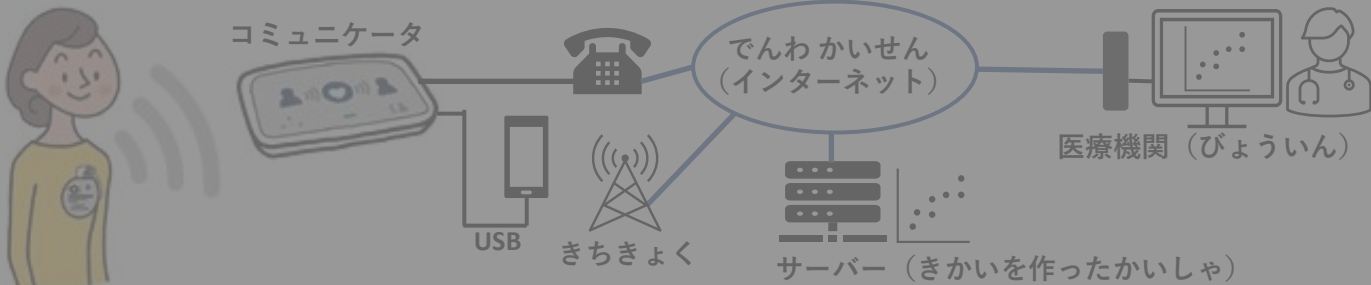 コミュニケータ
でんわ かいせん
（インターネット）
医療機関（びょういん）
USB
きちきょく
サーバー（きかいを作ったかいしゃ）